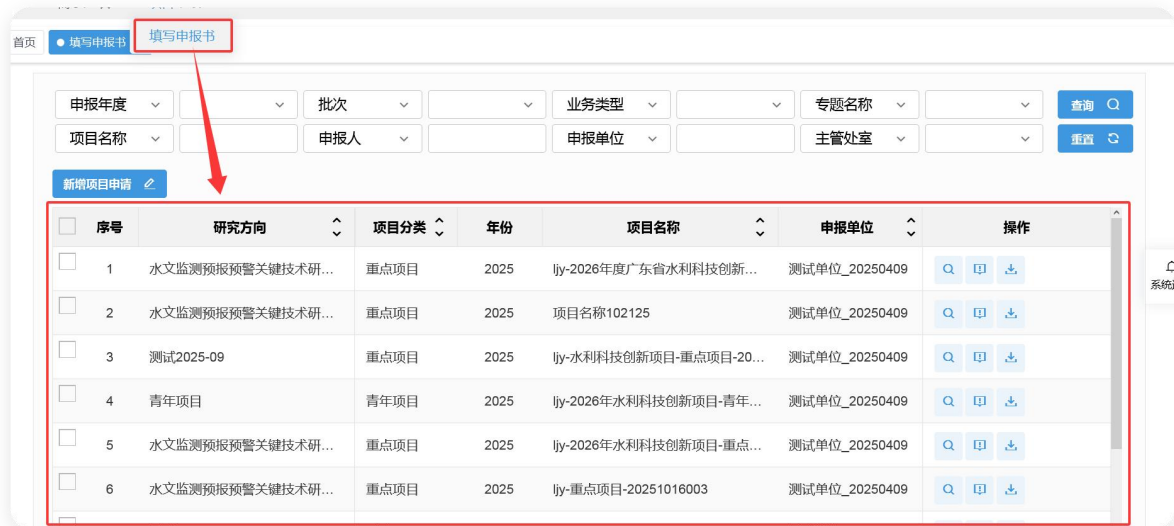 首页 填写申报书 填写申报书
申报年度 批次 业务类型 专题名称 查询
项目名称 申报人 申报单位 主管处室 重置
新增项目申请
序号 研究方向 项目分类 年份 项目名称 申报单位 操作
1 水文监测预报预警关键技术研... 重点项目 2025 ljy-2026年度广东省水利科技创新... 测试单位_20250409
系统
2 水文监测预报预警关键技术研... 重点项目 2025 项目名称102125 测试单位_20250409
3 测试2025-09 重点项目 2025 ljy-水利科技创新项目-重点项目-20... 测试单位_20250409
4 青年项目 青年项目 2025 ljy-2026年水利科技创新项目-青年... 测试单位_20250409
5 水文监测预报预警关键技术研... 重点项目 2025 ljy-2026年水利科技创新项目-重点... 测试单位_20250409
6 水文监测预报预警关键技术研... 重点项目 2025 ljy-重点项目-20251016003 测试单位_20250409